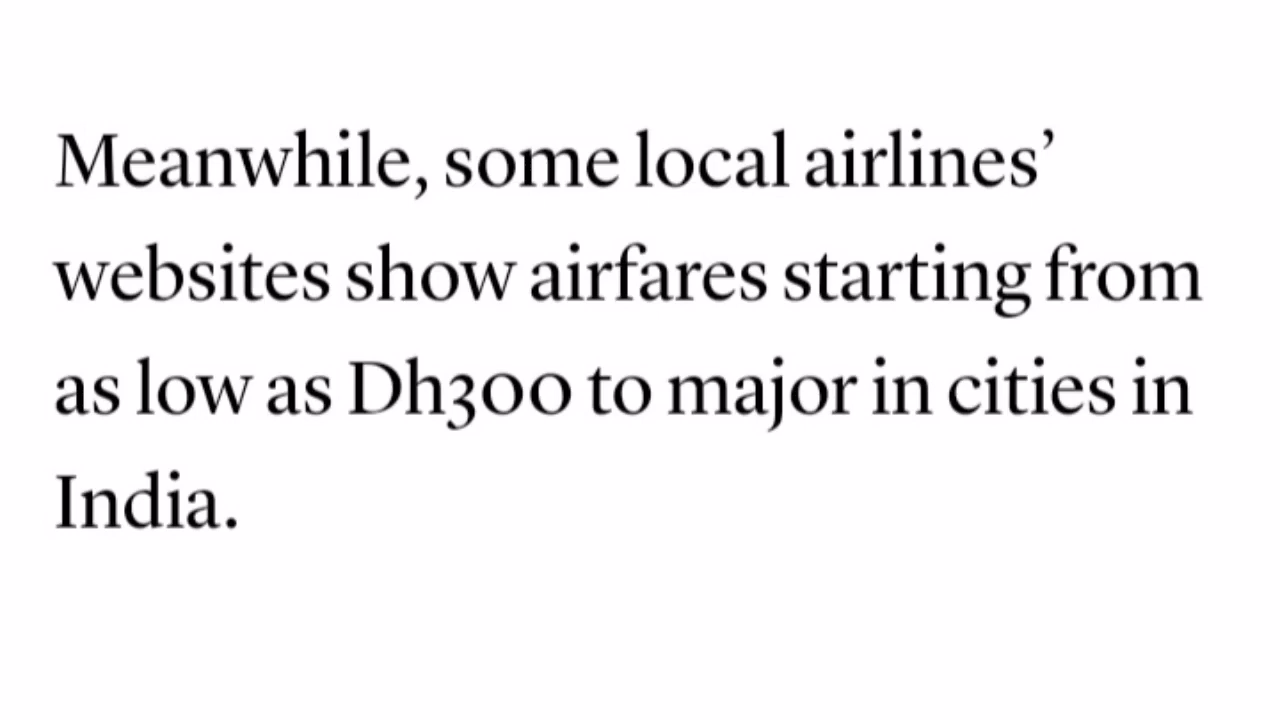 Meanwhile, some local airlines’
websites show airfares starting from
as low as Dh300 to major in cities in
India.